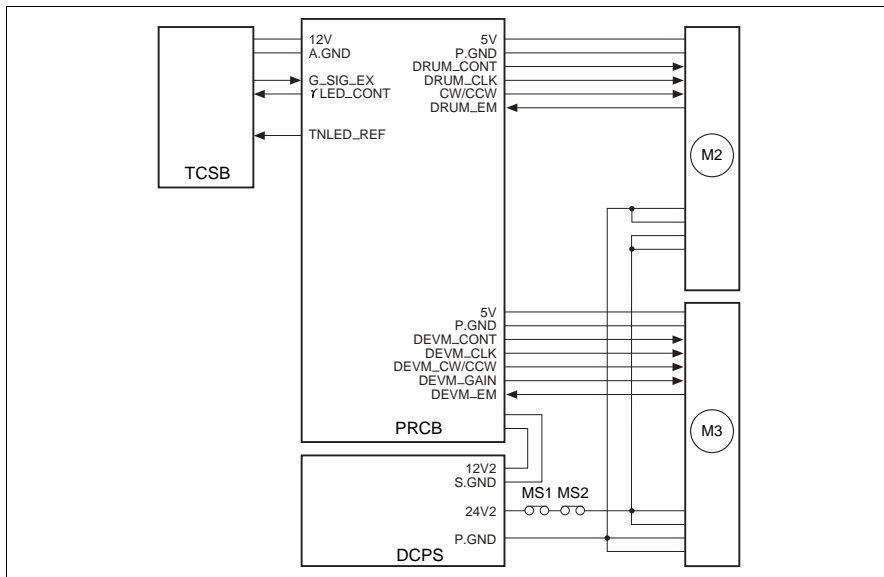 12V
A.GND
G_SIG_EX
γLED_CONT
TNLED_REF
TCSB
5V
P.GND
DRUM_CONT
DRUM_CLK
CW/CCW
DRUM_EM
M2
5V
P.GND
DEVM_CONT
DEVM_CLK
DEVM_CW/CCW
DEVM_GAIN
DEVM_EM
PRCB
M3
12V2
S.GND
MS1 MS2
24V2
P.GND
DCPS